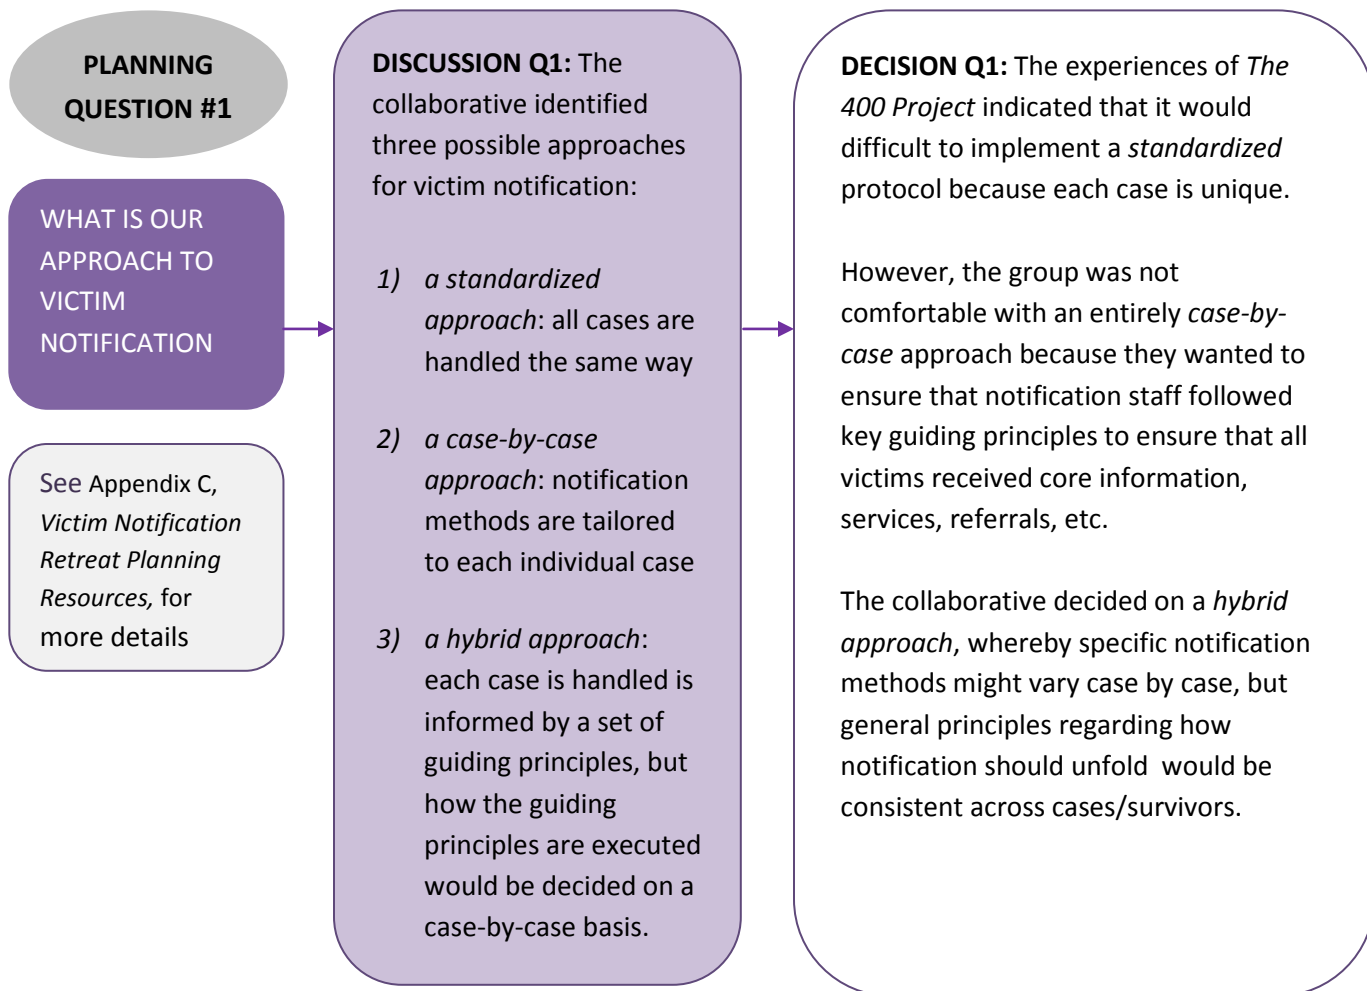 PLANNING
QUESTION #1
WHAT IS OUR
APPROACH TO
VICTIM
NOTIFICATION
See Appendix C,
Victim Notification
Retreat Planning
Resources, for
more details
DISCUSSION Q1: The
collaborative identified
three possible approaches
for victim notification:
1) a standardized
approach: all cases are
handled the same way
2) a case-by-case
approach: notification
methods are tailored
to each individual case
3) a hybrid approach:
each case is handled is
informed by a set of
guiding principles, but
how the guiding
principles are executed
would be decided on a
case-by-case basis.
DECISION Q1: The experiences of The
400 Project indicated that it would
difficult to implement a standardized
protocol because each case is unique.
However, the group was not
comfortable with an entirely case-by-
case approach because they wanted to
ensure that notification staff followed
key guiding principles to ensure that all
victims received core information,
services, referrals, etc.
The collaborative decided on a hybrid
approach, whereby specific notification
methods might vary case by case, but
general principles regarding how
notification should unfold  would be
consistent across cases/survivors.